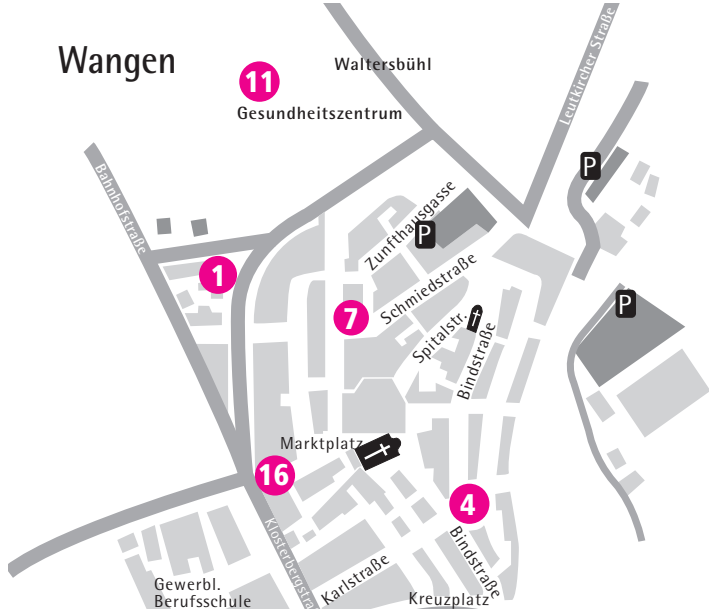 Wangen
11
Waltersbühl
Gesundheitszentrum
Leutkircher Straße
Bahnhofstraße
P
Zunfthausgasse
P
1
7
Schmiedstraße
Spitalstr.
Bindstraße
P
Marktplatz
16
4
Klosterbergstra
Karlstraße
Bindstraße
Gewerbl.
Berufsschule
Kreuzplatz